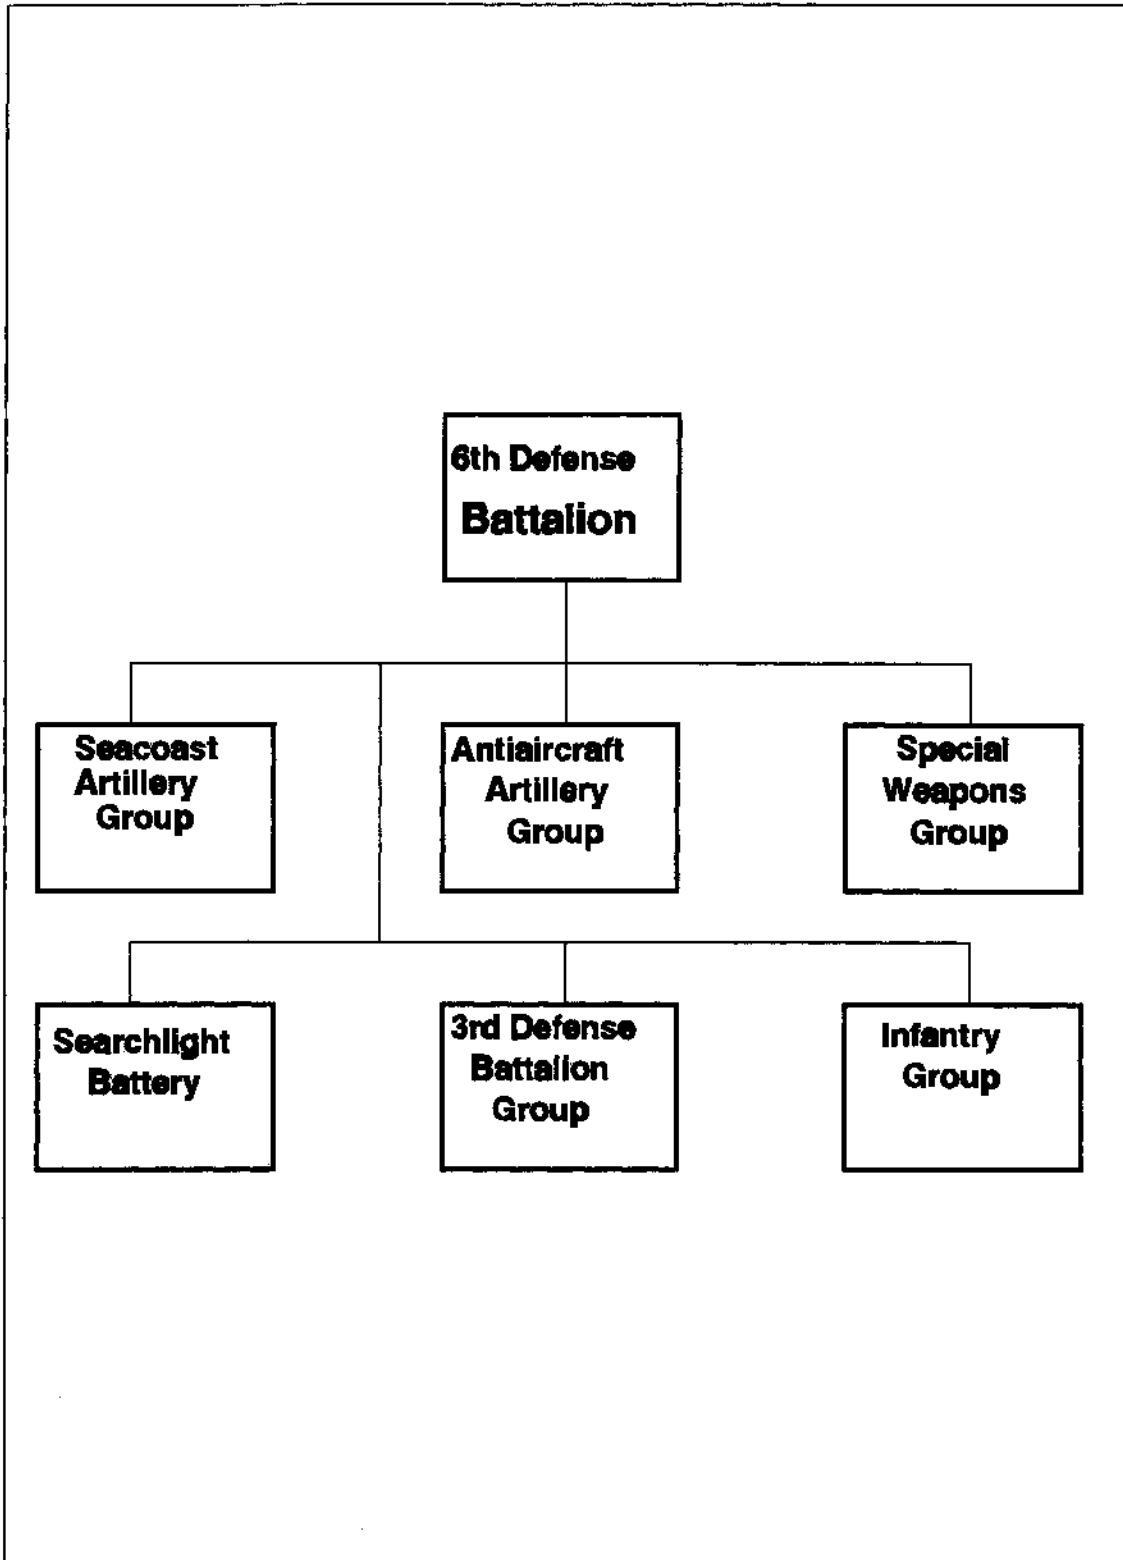 6th Defense
Battalion
Seacoast
Artillery
Group
Antiaircraft
Artillery
Group
Special
Weapons
Group
Searchlight
Battery
3rd Defense
Battalion
Group
Infantry
Group